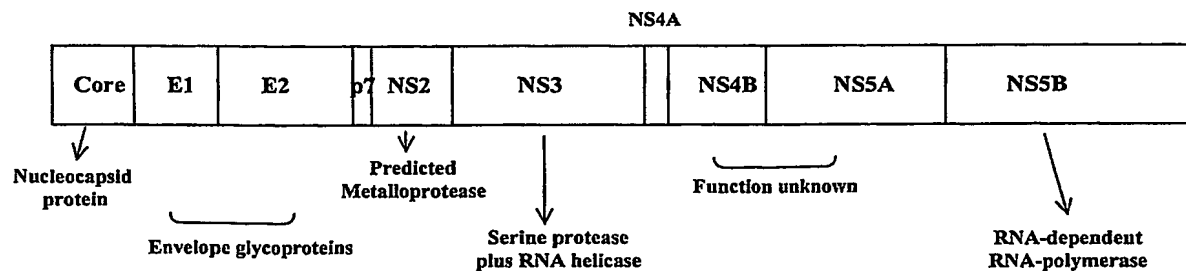 NS4A
Core E1 E2 p7 NS2 NS3 NS4B NS5A NS5B
Nucleocapsid
protein
Envelope glycoproteins
Predicted
Metalloprotease
Serine protease
plus RNA helicase
Function unknown
RNA-dependent
RNA-polymerase